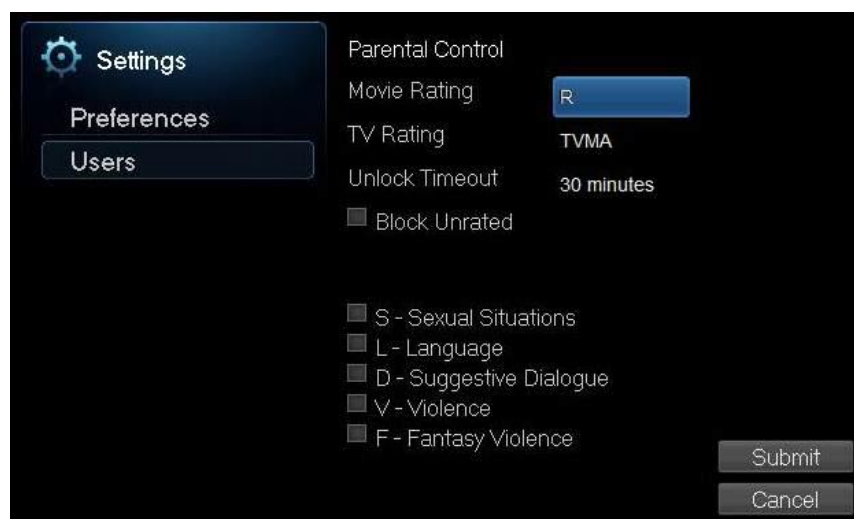 Settings
Preferences
Users
Parental Control
Movie Rating R
TV Rating TVMA
Unlock Timeout 30 minutes
Block Unrated
S - Sexual Situations
L - Language
D - Suggestive Dialogue
V - Violence
F - Fantasy Violence
Submit
Cancel